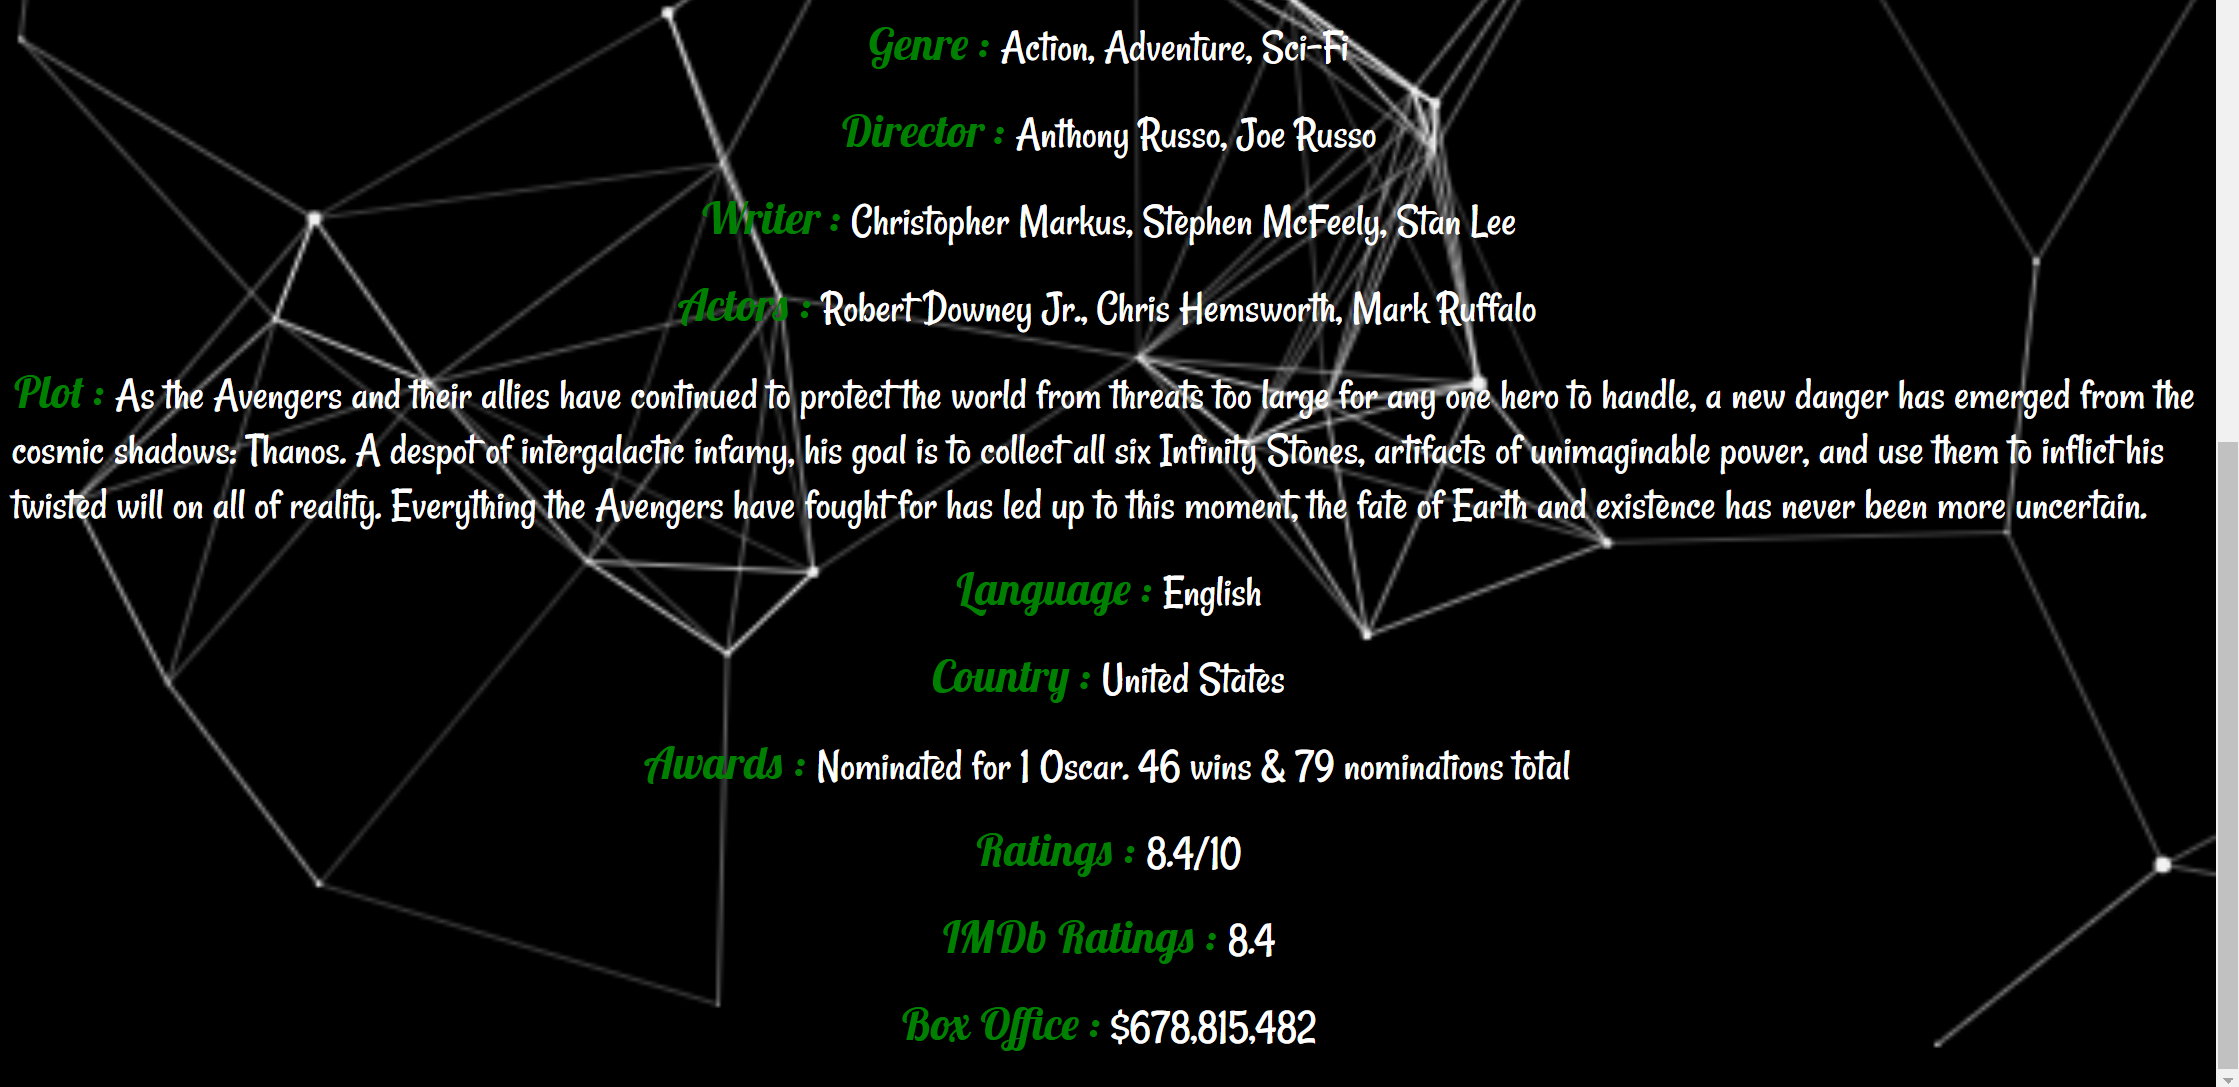 Genre : Action, Adventure, Sci-Fi
Director : Anthony Russo, Joe Russo
Writer : Christopher Markus, Stephen McFeely, Stan Lee
Actors : Robert Downey Jr., Chris Hemsworth, Mark Ruffalo
Plot : As the Avengers and their allies have continued to protect the world from threats too large for any one hero to handle, a new danger has emerged from the
cosmic shadows: Thanos. A despot of intergalactic infamy, his goal is to collect all six Infinity Stones, artifacts of unimaginable power, and use them to inflict his
twisted will on all of reality. Everything the Avengers have fought for has led up to this moment, the fate of Earth and existence has never been more uncertain.
Language : English
Country : United States
Awards : Nominated for 1 Oscar. 46 wins & 79 nominations total
Ratings : 8.4/10
IMDb Ratings : 8.4
Box Office : $678,815,482